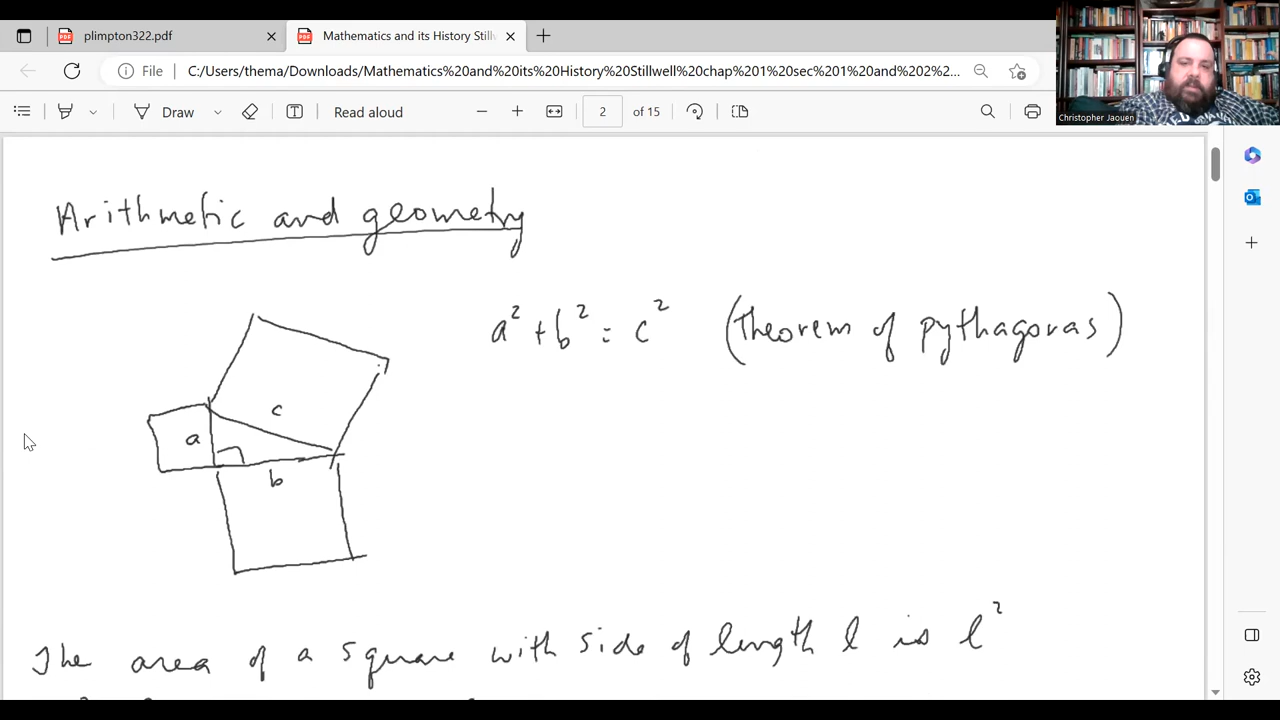 plimpton322.pdf
Mathematics and its History Still
File
C:/Users/thema/Downloads/Mathematics%20and%20its%20History%20Stillwell%20chap%201%20sec%201%20and%202%2...
Draw
Read aloud
2
of 15
Christopher Jaouen
Arithmetic and geometry
a² + b² = c² (Theorem of pythagoras)
c
a
b
The area of a square with side of length l is l²